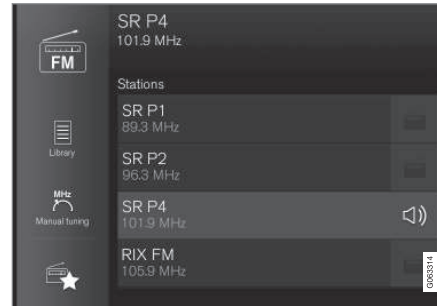 SR P4
101.9 MHz
FM
Stations
SR P1
89.3 MHz
Library
SR P2
96.3 MHz
MHz
Manual tuning
SR P4
101.9 MHz
RIX FM
105.9 MHz
G063314